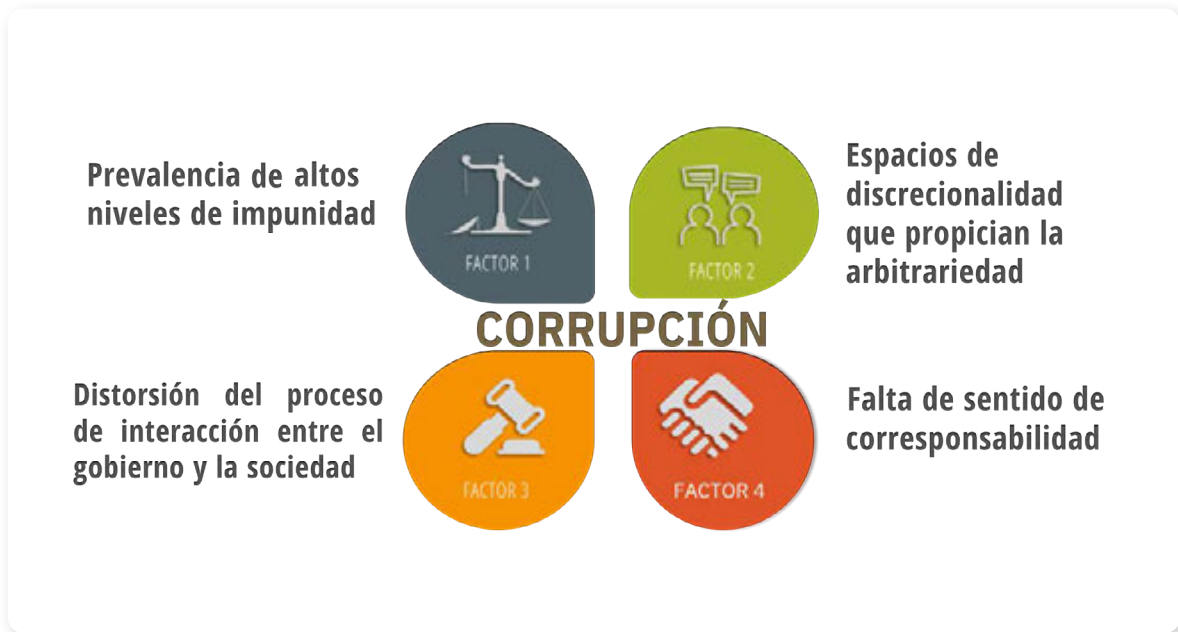 Prevalencia de altos
niveles de impunidad
FACTOR 1
FACTOR 2
Espacios de
discrecionalidad
que propician la
arbitrariedad
CORRUPCIÓN
Distorsión del proceso
de interacción entre el
gobierno y la sociedad
FACTOR 3
FACTOR 4
Falta de sentido de
corresponsabilidad